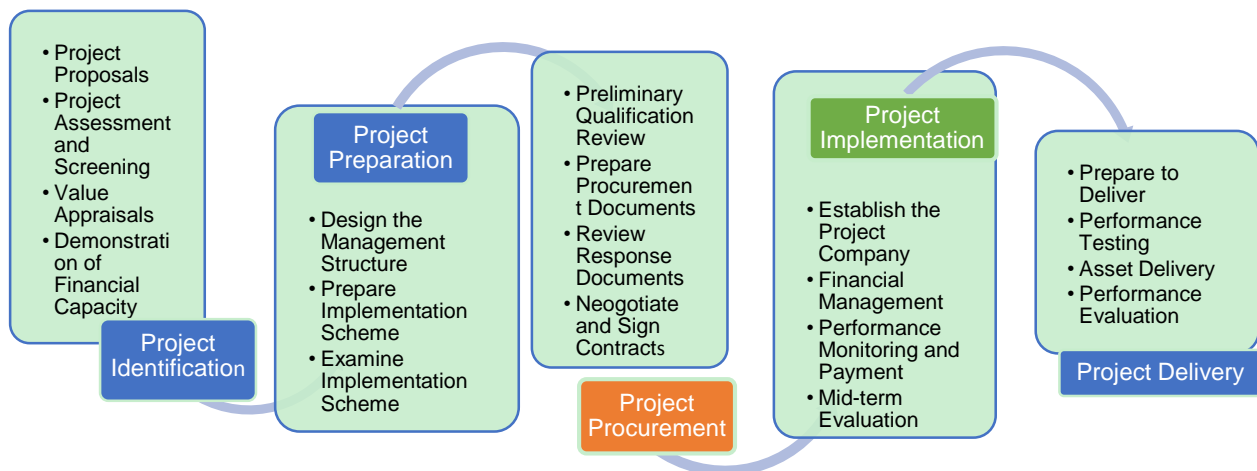 • Project
Proposals
• Project
Assessment
and
Screening
• Value
Appraisals
• Demonstrati
on of
Financial
Capacity
Project
Identification
Project
Preparation
• Design the
Management
Structure
• Prepare
Implementation
Scheme
• Examine
Implementation
Scheme
• Preliminary
Qualification
Review
• Prepare
Procuremen
t Documents
• Review
Response
Documents
• Neogotiate
and Sign
Contracts
Project
Procurement
Project
Implementation
• Establish the
Project
Company
• Financial
Management
• Performance
Monitoring and
Payment
• Mid-term
Evaluation
• Prepare to
Deliver
• Performance
Testing
• Asset Delivery
• Performance
Evaluation
Project Delivery